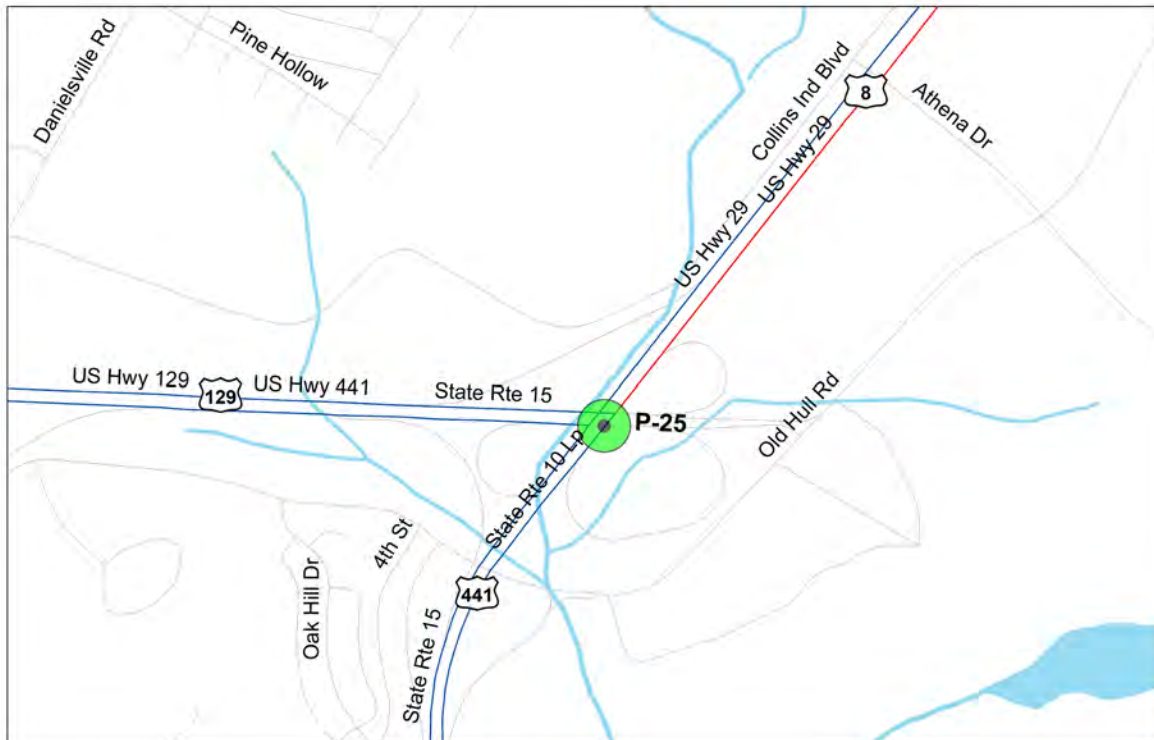 Danielsville Rd
Pine Hollow
Collins Ind Blvd
8
Athena Dr
US Hwy 29
US Hwy 29
US Hwy 129
129
US Hwy 441
State Rte 15
P-25
Old Hull Rd
State Rte 10 Lp
4th St
Oak Hill Dr
441
State Rte 15